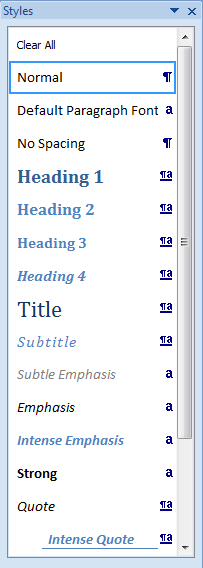 Styles
Clear All
Normal ¶
Default Paragraph Font a
No Spacing ¶
Heading 1 ¶a
Heading 2 ¶a
Heading 3 ¶a
Heading 4 ¶a
Title ¶a
Subtitle ¶a
Subtle Emphasis a
Emphasis a
Intense Emphasis a
Strong a
Quote ¶a
Intense Quote ¶a